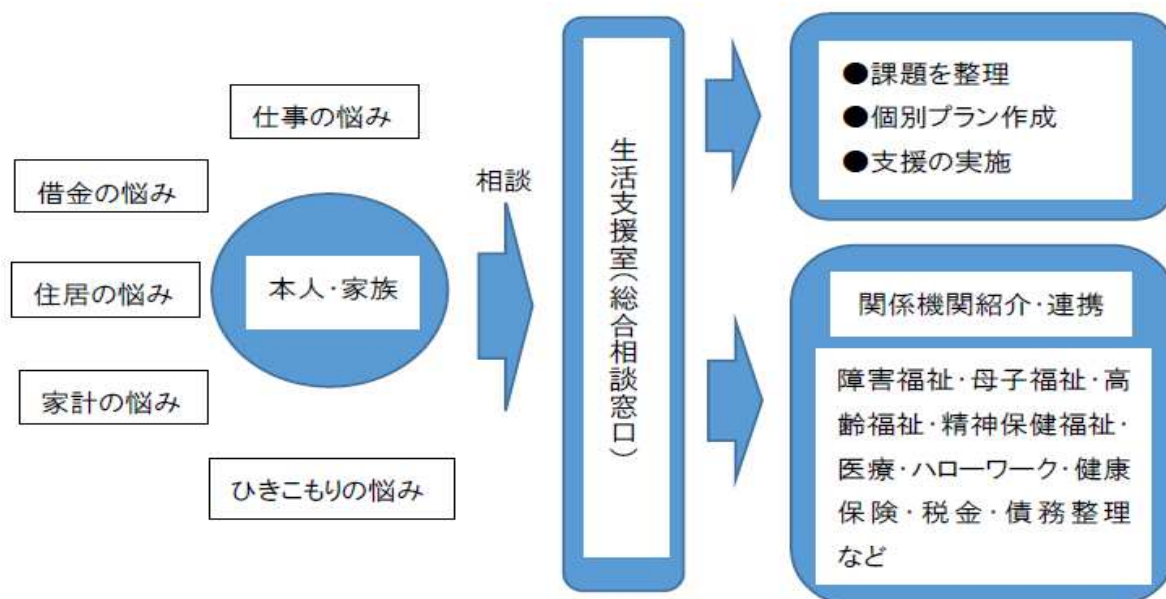 仕事の悩み
借金の悩み
住居の悩み
家計の悩み
ひきこもりの悩み
本人・家族
相談
生活支援室(総合相談窓口)
●課題を整理
●個別プラン作成
●支援の実施
関係機関紹介・連携
障害福祉・母子福祉・高
齢福祉・精神保健福祉・
医療・ハローワーク・健康
保険・税金・債務整理
など